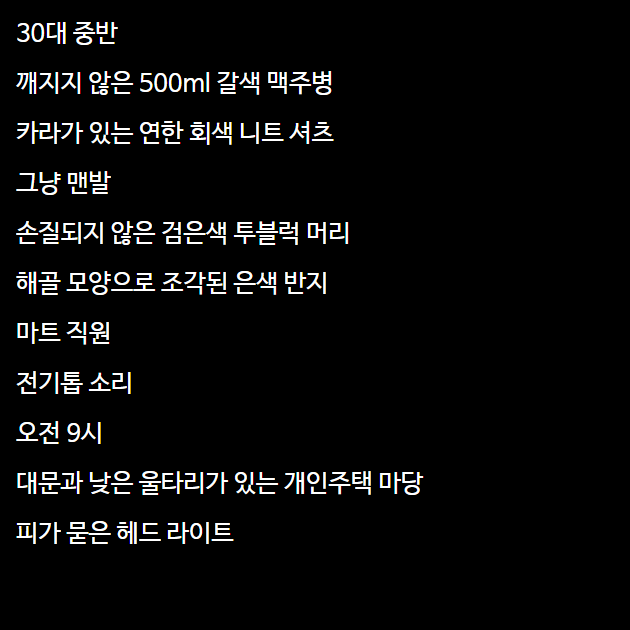 30대 중반
깨지지 않은 500ml 갈색 맥주병
카라가 있는 연한 회색 니트 셔츠
그냥 맨발
손질되지 않은 검은색 투블럭 머리
해골 모양으로 조각된 은색 반지
마트 직원
전기톱 소리
오전 9시
대문과 낮은 울타리가 있는 개인주택 마당
피가 묻은 헤드 라이트